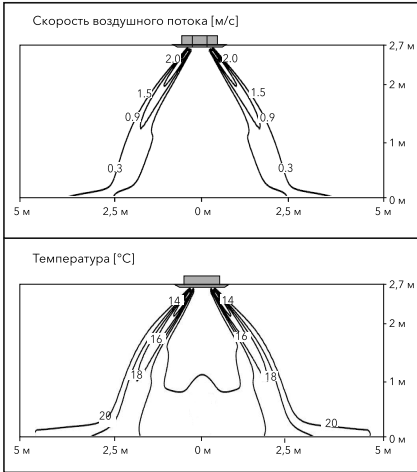 Скорость воздушного потока [м/с]
2.0 2.0 2,7 м
1.5 1.5 2 м
0.9 0.9
1 м
0.3 0.3
0 м
5 м 2,5 м 0 м 2,5 м 5 м
Температура [°C]
2,7 м
14 14
2 м
16 16
18 18 1 м
20 20
0 м
5 м 2,5 м 0 м 2,5 м 5 м